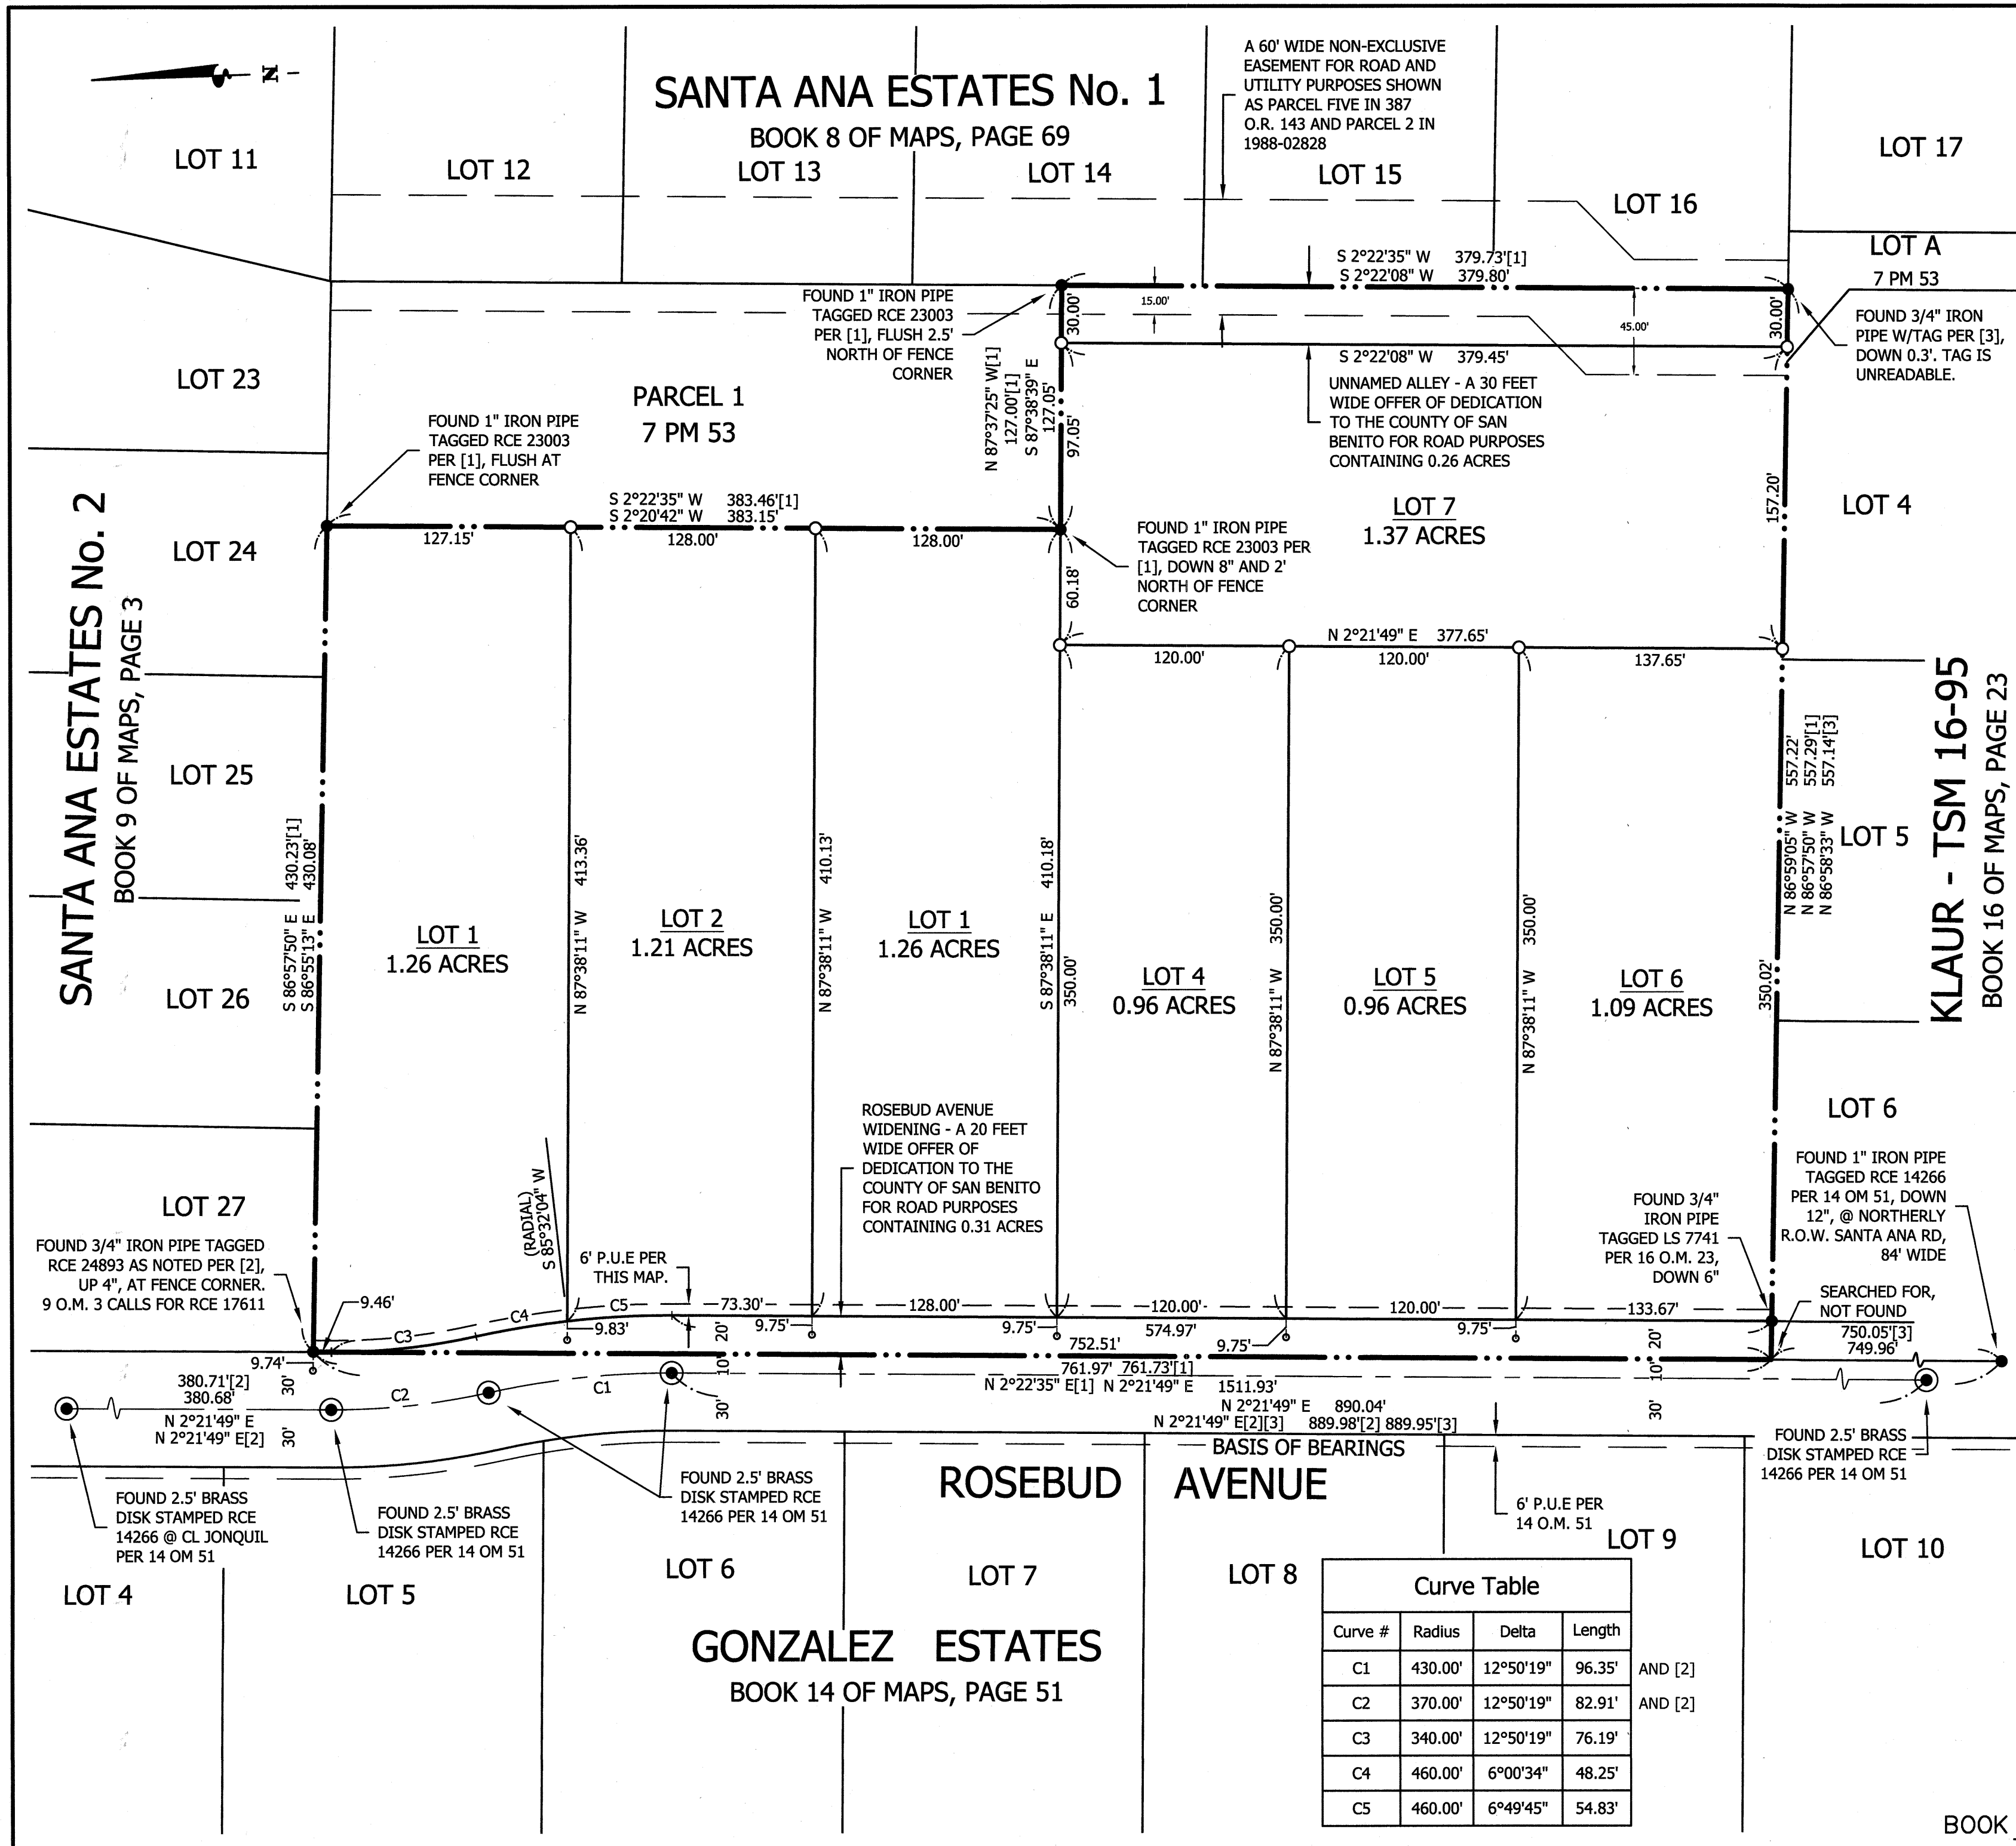 N
SANTA ANA ESTATES No. 1
BOOK 8 OF MAPS, PAGE 69
A 60' WIDE NON-EXCLUSIVE
EASEMENT FOR ROAD AND
UTILITY PURPOSES SHOWN
AS PARCEL FIVE IN 387
O.R. 143 AND PARCEL 2 IN
1988-02828
LOT 11
LOT 12
LOT 13
LOT 14
LOT 15
LOT 16
LOT 17
LOT A
7 PM 53
S 2°22'35" W 379.73'[1]
S 2°22'08" W 379.80'
15.00'
45.00'
30.00'
30.00'
FOUND 1" IRON PIPE
TAGGED RCE 23003
PER [1], FLUSH 2.5'
NORTH OF FENCE
CORNER
FOUND 3/4" IRON
PIPE W/TAG PER [3],
DOWN 0.3'. TAG IS
UNREADABLE.
S 2°22'08" W 379.45'
UNNAMED ALLEY - A 30 FEET
WIDE OFFER OF DEDICATION
TO THE COUNTY OF SAN
BENITO FOR ROAD PURPOSES
CONTAINING 0.26 ACRES
N 87°37'25" W[1]
127.00'[1]
S 87°38'39" E
127.05'
97.05'
LOT 23
PARCEL 1
7 PM 53
FOUND 1" IRON PIPE
TAGGED RCE 23003
PER [1], FLUSH AT
FENCE CORNER
S 2°22'35" W 383.46'[1]
S 2°20'42" W 383.15'
127.15'
128.00'
128.00'
FOUND 1" IRON PIPE
TAGGED RCE 23003 PER
[1], DOWN 8" AND 2'
NORTH OF FENCE
CORNER
LOT 7
1.37 ACRES
157.20'
LOT 4
SANTA ANA ESTATES No. 2
BOOK 9 OF MAPS, PAGE 3
LOT 24
LOT 25
LOT 26
LOT 27
60.18'
N 2°21'49" E 377.65'
120.00'
120.00'
137.65'
KLAUR - TSM 16-95
BOOK 16 OF MAPS, PAGE 23
LOT 5
N 86°59'05" W 557.22'
N 86°57'50" W 557.29'[1]
N 86°58'33" W 557.14'[3]
350.02'
S 86°57'50" E 430.23'[1]
S 86°55'13" E 430.08'
LOT 1
1.26 ACRES
N 87°38'11" W 413.36'
LOT 2
1.21 ACRES
N 87°38'11" W 410.13'
LOT 1
1.26 ACRES
S 87°38'11" E 410.18'
350.00'
LOT 4
0.96 ACRES
N 87°38'11" W 350.00'
LOT 5
0.96 ACRES
N 87°38'11" W 350.00'
LOT 6
1.09 ACRES
LOT 6
ROSEBUD AVENUE
WIDENING - A 20 FEET
WIDE OFFER OF
DEDICATION TO THE
COUNTY OF SAN BENITO
FOR ROAD PURPOSES
CONTAINING 0.31 ACRES
(RADIAL)
S 85°32'04" W
6' P.U.E PER
THIS MAP.
FOUND 3/4"
IRON PIPE
TAGGED LS 7741
PER 16 O.M. 23,
DOWN 6"
FOUND 1" IRON PIPE
TAGGED RCE 14266
PER 14 OM 51, DOWN
12", @ NORTHERLY
R.O.W. SANTA ANA RD,
84' WIDE
SEARCHED FOR,
NOT FOUND
FOUND 3/4" IRON PIPE TAGGED
RCE 24893 AS NOTED PER [2],
UP 4", AT FENCE CORNER.
9 O.M. 3 CALLS FOR RCE 17611
9.46'
C3
C4
C5
73.30'
128.00'
120.00'
120.00'
133.67'
9.83'
20'
9.75'
9.75'
574.97'
9.75'
9.75'
20'
750.05'[3]
749.96'
752.51'
9.74'
30'
10'
10'
761.97' 761.73'[1]
N 2°22'35" E[1] N 2°21'49" E 1511.93'
380.71'[2]
380.68'
C2
C1
N 2°21'49" E
N 2°21'49" E[2]
30'
30'
30'
N 2°21'49" E 890.04'
N 2°21'49" E[2][3] 889.98'[2] 889.95'[3]
BASIS OF BEARINGS
ROSEBUD AVENUE
FOUND 2.5' BRASS
DISK STAMPED RCE
14266 @ CL JONQUIL
PER 14 OM 51
FOUND 2.5' BRASS
DISK STAMPED RCE
14266 PER 14 OM 51
FOUND 2.5' BRASS
DISK STAMPED RCE
14266 PER 14 OM 51
FOUND 2.5' BRASS
DISK STAMPED RCE
14266 PER 14 OM 51
6' P.U.E PER
14 O.M. 51
LOT 4
LOT 5
LOT 6
LOT 7
LOT 8
LOT 9
LOT 10
GONZALEZ ESTATES
BOOK 14 OF MAPS, PAGE 51
Curve Table
Curve # Radius Delta Length
C1 430.00' 12°50'19" 96.35' AND [2]
C2 370.00' 12°50'19" 82.91' AND [2]
C3 340.00' 12°50'19" 76.19'
C4 460.00' 6°00'34" 48.25'
C5 460.00' 6°49'45" 54.83'
BOOK